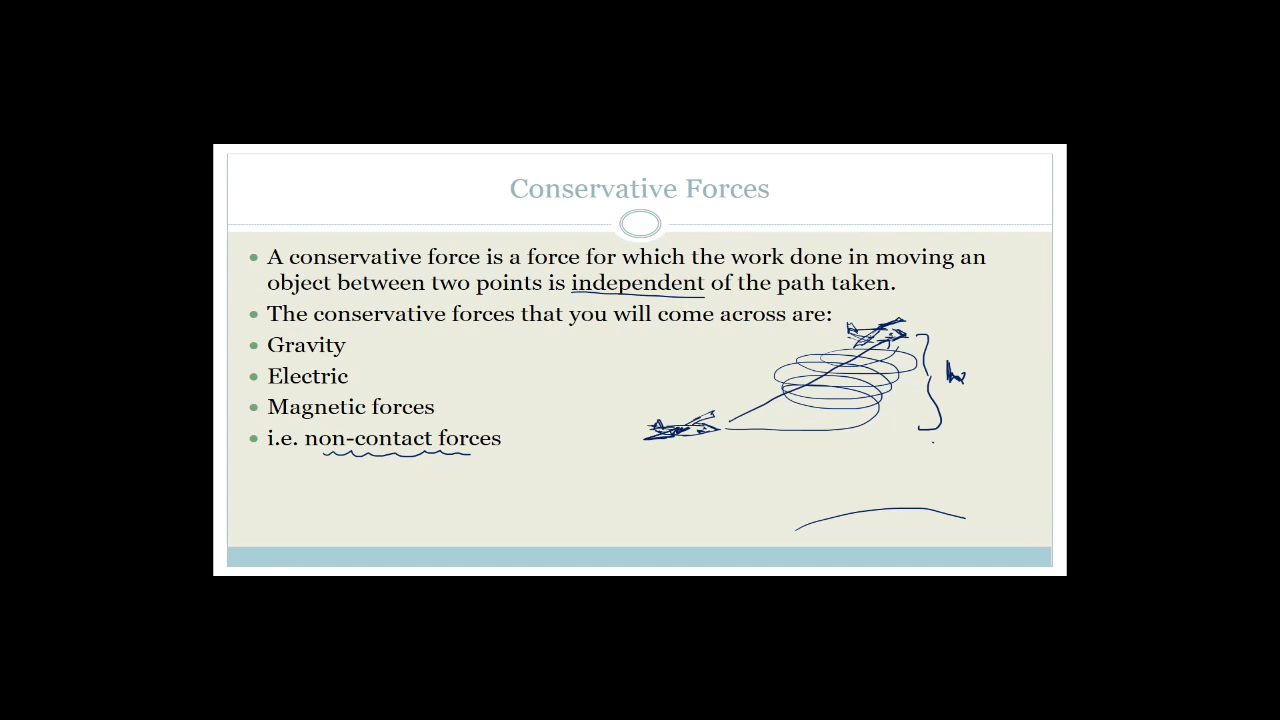 Conservative Forces
A conservative force is a force for which the work done in moving an
object between two points is independent of the path taken.
The conservative forces that you will come across are:
Gravity
Electric
Magnetic forces
i.e. non-contact forces
h